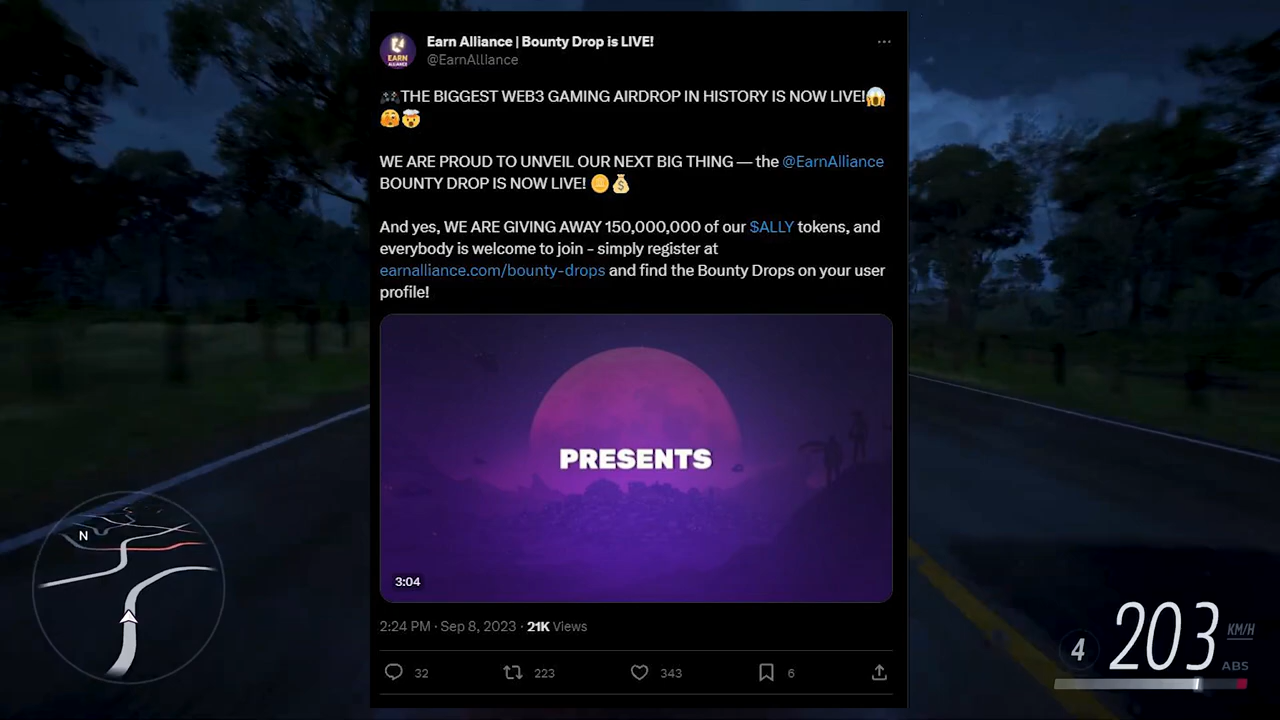 Earn Alliance | Bounty Drop is LIVE!
@EarnAlliance
🎮THE BIGGEST WEB3 GAMING AIRDROP IN HISTORY IS NOW LIVE!😱
🫣🤯
WE ARE PROUD TO UNVEIL OUR NEXT BIG THING — the @EarnAlliance
BOUNTY DROP IS NOW LIVE! 🪙💰
And yes, WE ARE GIVING AWAY 150,000,000 of our $ALLY tokens, and
everybody is welcome to join - simply register at
earnalliance.com/bounty-drops and find the Bounty Drops on your user
profile!
PRESENTS
3:04
2:24 PM · Sep 8, 2023 · 21K Views
32 223 343 6
N
4 203 KM/H
ABS
EARN
ALLIANCE